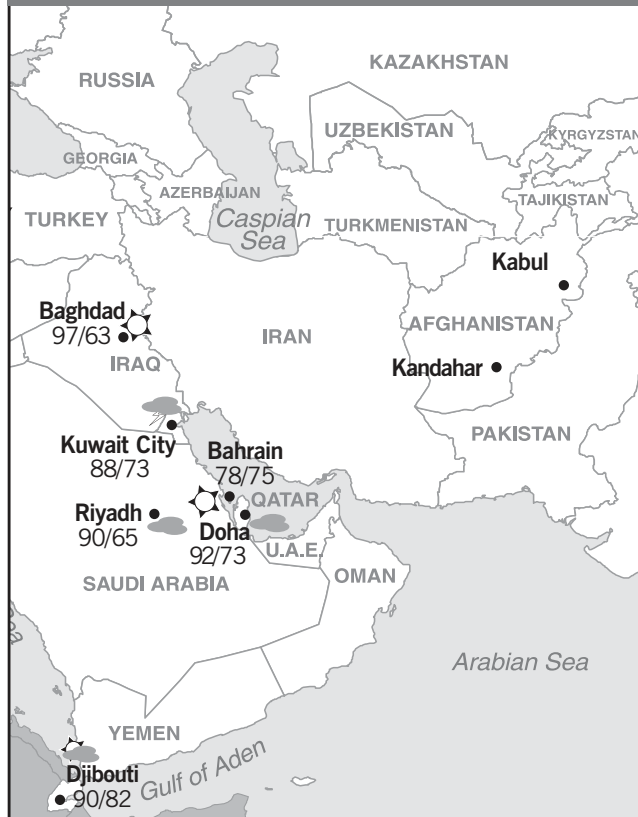 KAZAKHSTAN
RUSSIA
UZBEKISTAN
KYRGYZSTAN
GEORGIA
AZERBAIJAN
TAJIKISTAN
TURKEY
Caspian
Sea
TURKMENISTAN
Kabul
Baghdad
97/63
IRAN
AFGHANISTAN
IRAQ
Kandahar
PAKISTAN
Kuwait City
88/73
Bahrain
78/75
QATAR
Riyadh
90/65
Doha
92/73
U.A.E.
OMAN
SAUDI ARABIA
Arabian Sea
YEMEN
Gulf of Aden
Djibouti
90/82